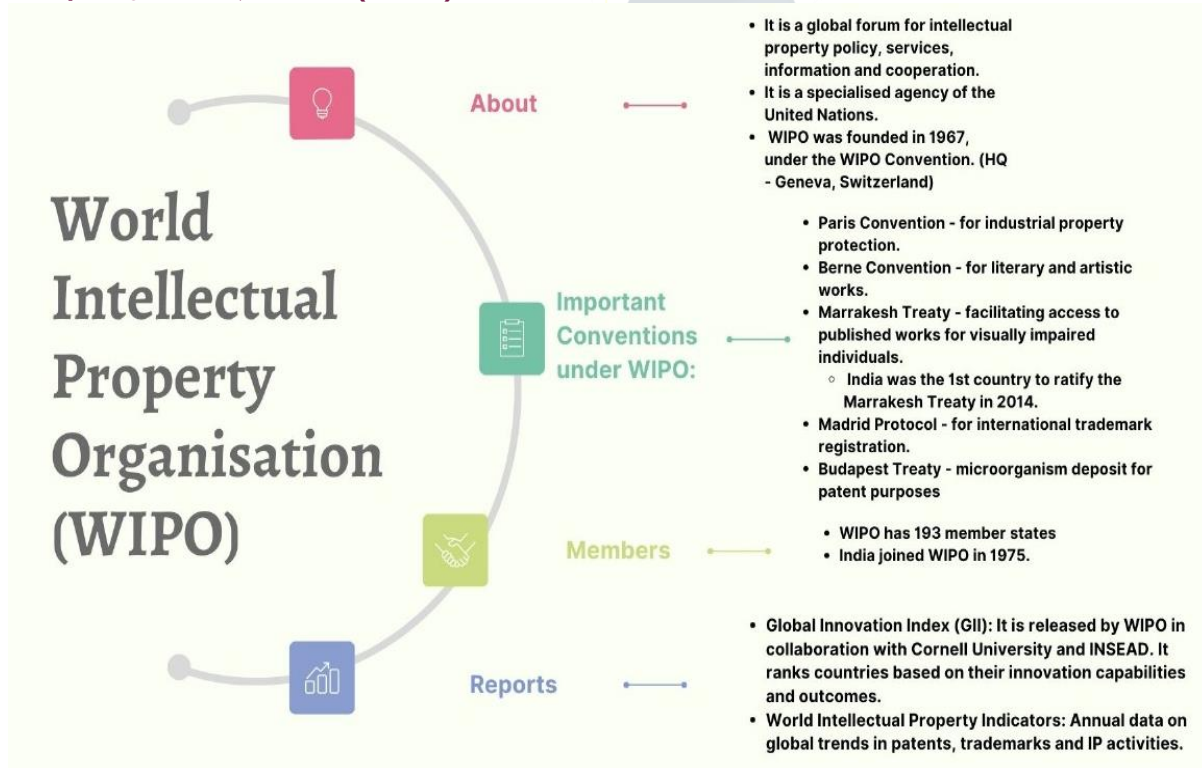 World
Intellectual
Property
Organisation
(WIPO)
About
• It is a global forum for intellectual
property policy, services,
information and cooperation.
• It is a specialised agency of the
United Nations.
• WIPO was founded in 1967,
under the WIPO Convention. (HQ
- Geneva, Switzerland)
Important
Conventions
under WIPO:
• Paris Convention - for industrial property
protection.
• Berne Convention - for literary and artistic
works.
• Marrakesh Treaty - facilitating access to
published works for visually impaired
individuals.
○ India was the 1st country to ratify the
Marrakesh Treaty in 2014.
• Madrid Protocol - for international trademark
registration.
• Budapest Treaty - microorganism deposit for
patent purposes
Members
• WIPO has 193 member states
• India joined WIPO in 1975.
Reports
• Global Innovation Index (GII): It is released by WIPO in
collaboration with Cornell University and INSEAD. It
ranks countries based on their innovation capabilities
and outcomes.
• World Intellectual Property Indicators: Annual data on
global trends in patents, trademarks and IP activities.